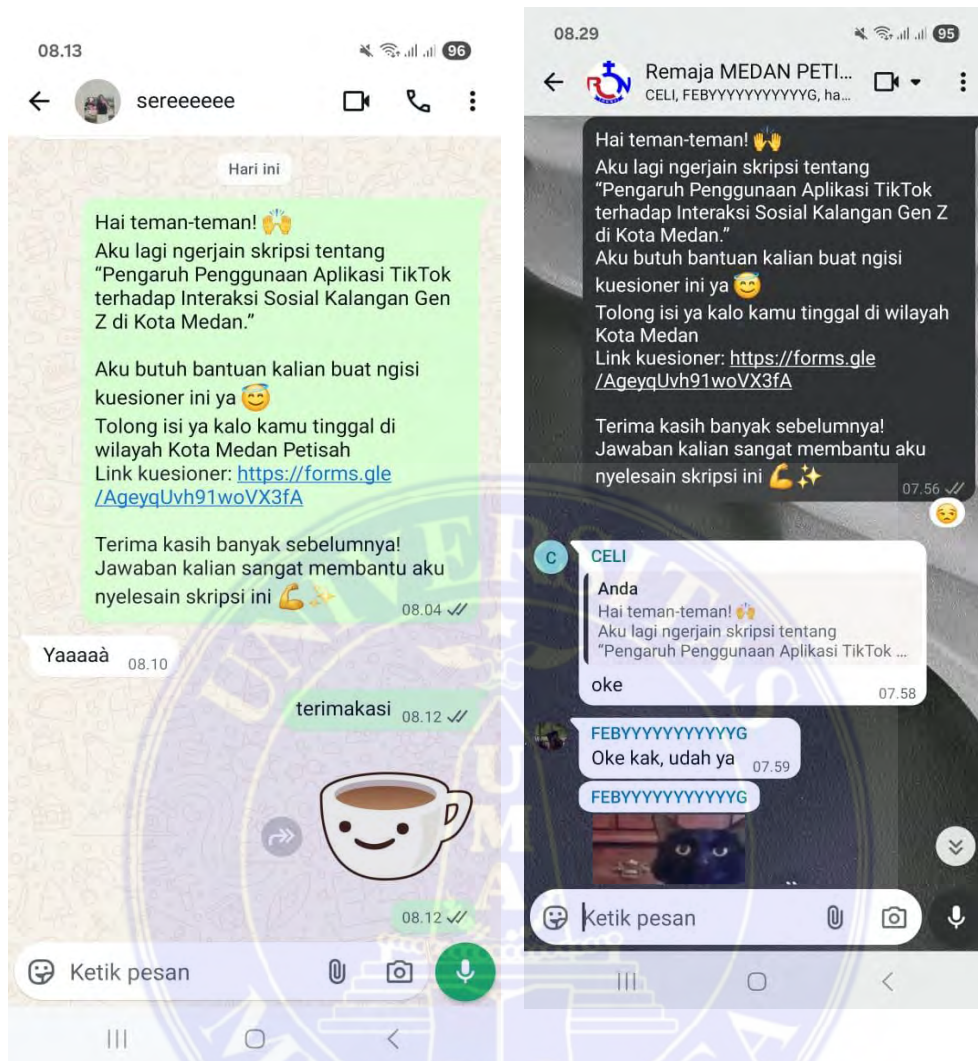 08.13
96
sereeeeee
Hari ini
Hai teman-teman! 🙌
Aku lagi ngerjain skripsi tentang
“Pengaruh Penggunaan Aplikasi TikTok
terhadap Interaksi Sosial Kalangan Gen
Z di Kota Medan.”
Aku butuh bantuan kalian buat ngisi
kuesioner ini ya 😇
Tolong isi ya kalo kamu tinggal di
wilayah Kota Medan Petisah
Link kuesioner: https://forms.gle
/AgeyqUvh91woVX3fA
Terima kasih banyak sebelumnya!
Jawaban kalian sangat membantu aku
nyelesain skripsi ini 💪✨
08.04
Yaaaaà 08.10
terimakasi 08.12
08.12
Ketik pesan
08.29
95
Remaja MEDAN PETI...
CELI, FEBYYYYYYYYYYYG, ha...
Hai teman-teman! 🙌
Aku lagi ngerjain skripsi tentang
“Pengaruh Penggunaan Aplikasi TikTok
terhadap Interaksi Sosial Kalangan Gen Z
di Kota Medan.”
Aku butuh bantuan kalian buat ngisi
kuesioner ini ya 😇
Tolong isi ya kalo kamu tinggal di wilayah
Kota Medan
Link kuesioner: https://forms.gle
/AgeyqUvh91woVX3fA
Terima kasih banyak sebelumnya!
Jawaban kalian sangat membantu aku
nyelesain skripsi ini 💪✨
07.56
C
CELI
Anda
Hai teman-teman! 🙌
Aku lagi ngerjain skripsi tentang
“Pengaruh Penggunaan Aplikasi TikTok ...
oke
07.58
FEBYYYYYYYYYYYG
Oke kak, udah ya 07.59
FEBYYYYYYYYYYYG
Ketik pesan